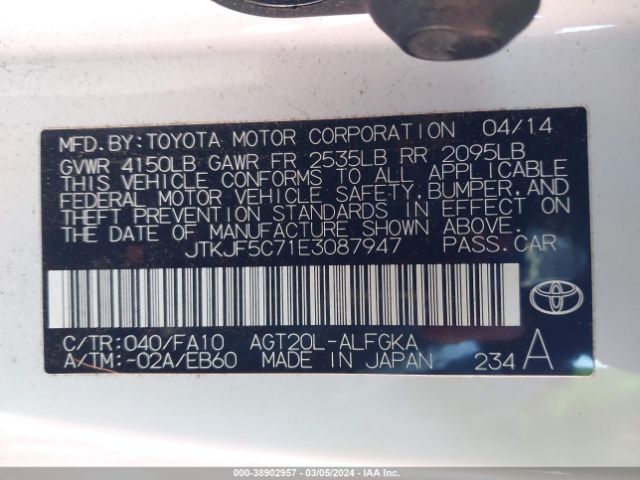 MFD. BY: TOYOTA MOTOR CORPORATION 04/14
GVWR 4150LB GAWR FR 2535LB RR 2095LB
THIS VEHICLE CONFORMS TO ALL APPLICABLE
FEDERAL MOTOR VEHICLE SAFETY, BUMPER, AND
THEFT PREVENTION STANDARDS IN EFFECT ON
THE DATE OF MANUFACTURE SHOWN ABOVE.
JTKJF5C71E3087947 PASS. CAR
C/TR: 040/FA10 AGT20L-ALFGKA
A/TM: -02A/EB60 MADE IN JAPAN 234 A
000-38902957 - 03/05/2024 - IAA Inc.